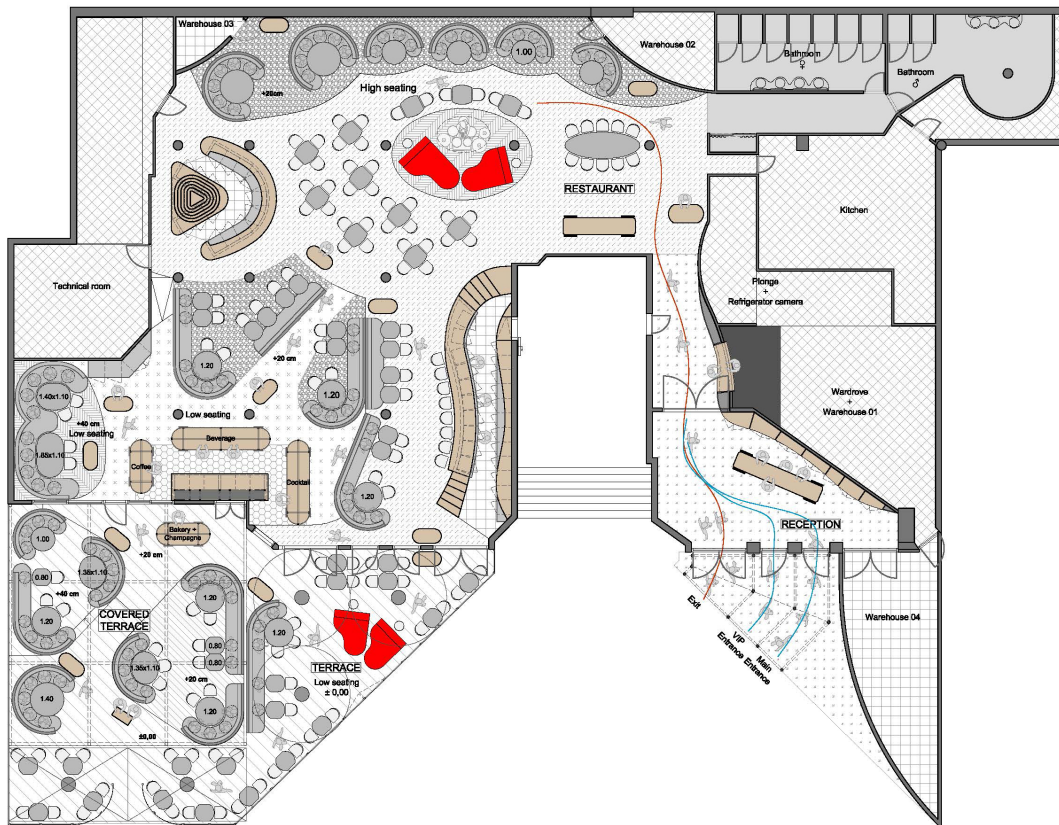 Warehouse 03
Warehouse 02
Bathroom
♀
Bathroom
♂
1.00
+20cm
High seating
RESTAURANT
Kitchen
Technical room
Plonge
+
Refrigerator camera
+20 cm
1.20
1.20
1.40x1.10
+40 cm
Low seating
Low seating
1.85x1.10
Wardrove
+
Warehouse 01
Beverage
Coffee
Cocktail
1.20
RECEPTION
Bakery +
Champagne
1.00
+20 cm
1.35x1.10
0.80
+40 cm
1.20
1.20
COVERED
TERRACE
1.20
0.80
0.80
1.35x1.10
+20 cm
1.40
1.20
±0,00
TERRACE
Low seating
± 0,00
Exit
VIP
Entrance
Main
Entrance
Warehouse 04